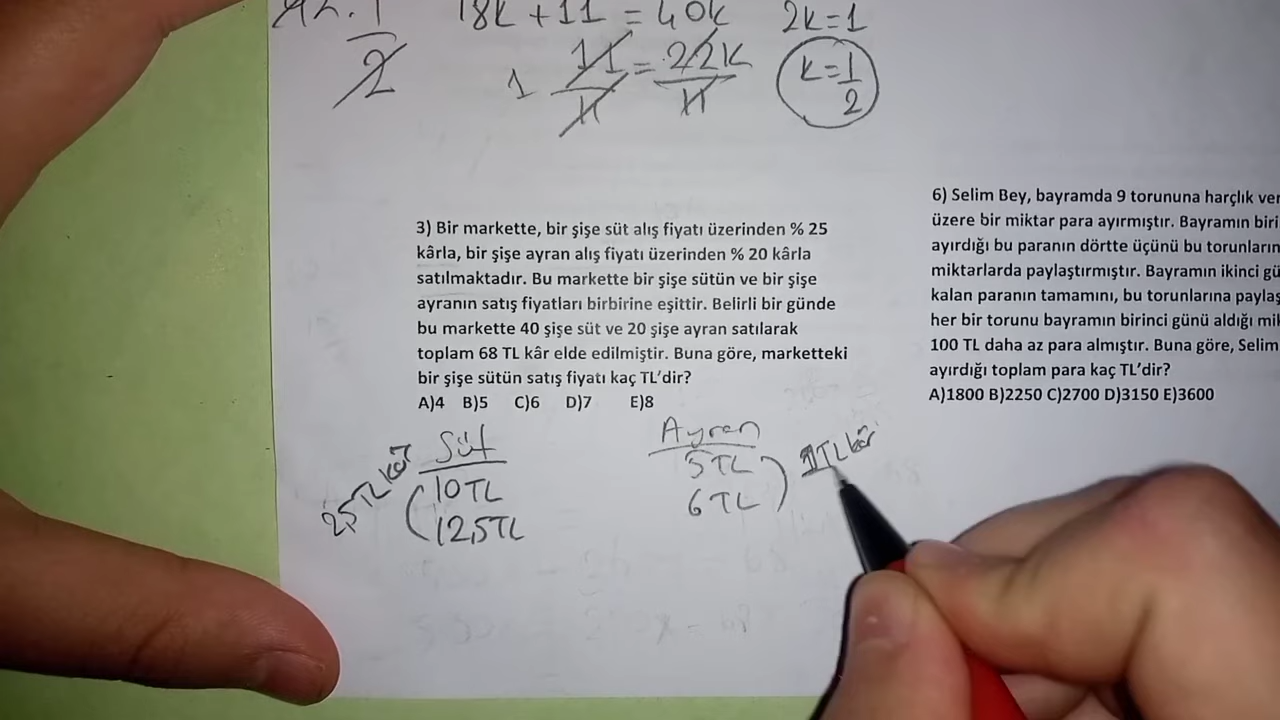 18k + 11 = 40k
2k=1
2
1 11/11 = 22k/11
k=1/2
3) Bir markette, bir şişe süt alış fiyatı üzerinden % 25
kârla, bir şişe ayran alış fiyatı üzerinden % 20 kârla
satılmaktadır. Bu markette bir şişe sütün ve bir şişe
ayranın satış fiyatları birbirine eşittir. Belirli bir günde
bu markette 40 şişe süt ve 20 şişe ayran satılarak
toplam 68 TL kâr elde edilmiştir. Buna göre, marketteki
bir şişe sütün satış fiyatı kaç TL'dir?
A)4 B)5 C)6 D)7 E)8
Süt
10TL
12,5TL
2,5TL kâr
Ayran
5TL
6TL
1TL kâr
6) Selim Bey, bayramda 9 torununa harçlık ver
üzere bir miktar para ayırmıştır. Bayramın biri
ayırdığı bu paranın dörtte üçünü bu torunların
miktarlarda paylaştırmıştır. Bayramın ikinci gü
kalan paranın tamamını, bu torunlarına paylaş
her bir torunu bayramın birinci günü aldığı mik
100 TL daha az para almıştır. Buna göre, Selim
ayırdığı toplam para kaç TL'dir?
A)1800 B)2250 C)2700 D)3150 E)3600